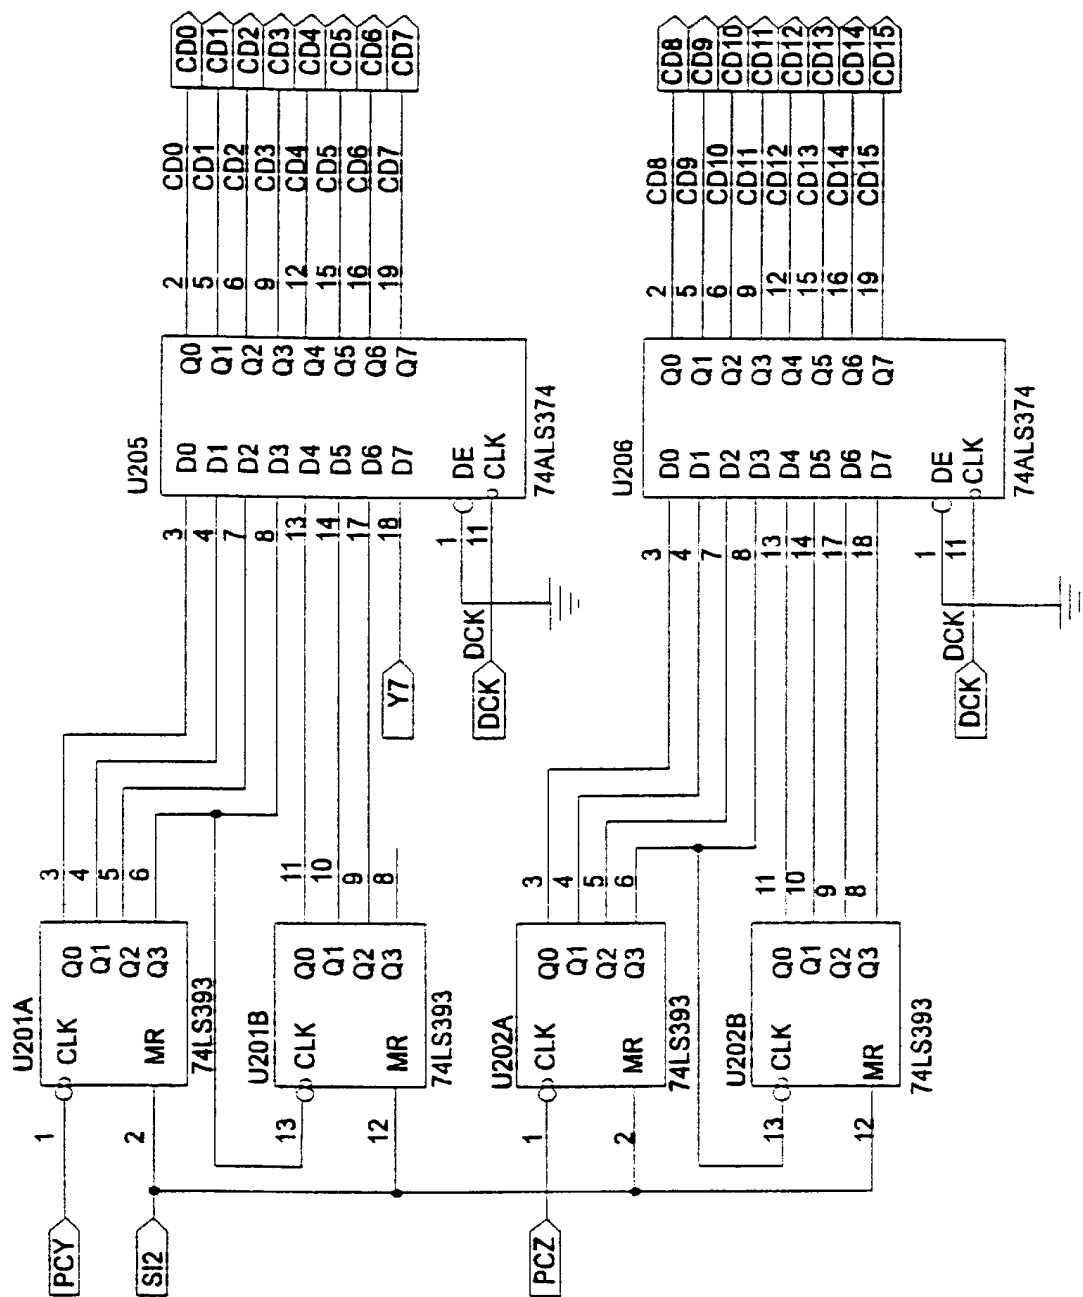 CD0
CD1
CD2
CD3
CD4
CD5
CD6
CD7
CD0
CD1
CD2
CD3
CD4
CD5
CD6
CD7
2
5
6
9
12
15
16
19
U205
D0 Q0
D1 Q1
D2 Q2
D3 Q3
D4 Q4
D5 Q5
D6 Q6
D7 Q7
DE
CLK
74ALS374
3
4
7
8
13
14
17
18
1
11
Y7
DCK
DCK
U201A
CLK
MR
Q0
Q1
Q2
Q3
74LS393
3
4
5
6
1
2
PCY
SI2
U201B
CLK
MR
Q0
Q1
Q2
Q3
74LS393
11
10
9
8
13
12
CD8
CD9
CD10
CD11
CD12
CD13
CD14
CD15
CD8
CD9
CD10
CD11
CD12
CD13
CD14
CD15
2
5
6
9
12
15
16
19
U206
D0 Q0
D1 Q1
D2 Q2
D3 Q3
D4 Q4
D5 Q5
D6 Q6
D7 Q7
DE
CLK
74ALS374
3
4
7
8
13
14
17
18
1
11
DCK
DCK
U202A
CLK
MR
Q0
Q1
Q2
Q3
74LS393
3
4
5
6
1
2
PCZ
U202B
CLK
MR
Q0
Q1
Q2
Q3
74LS393
11
10
9
8
13
12